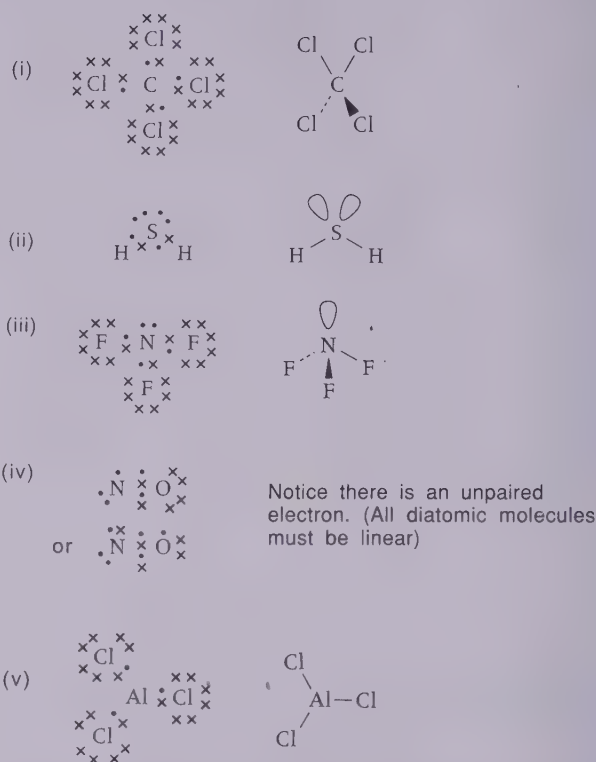 Cl
Cl Cl
(i) Cl C Cl C
Cl Cl
Cl
(ii) S S
H H H H
(iii) F N F N
F F
F F
(iv) N O
Notice there is an unpaired
electron. (All diatomic molecules
or N O must be linear)
Cl Cl
(v) Al Cl Al—Cl
Cl Cl